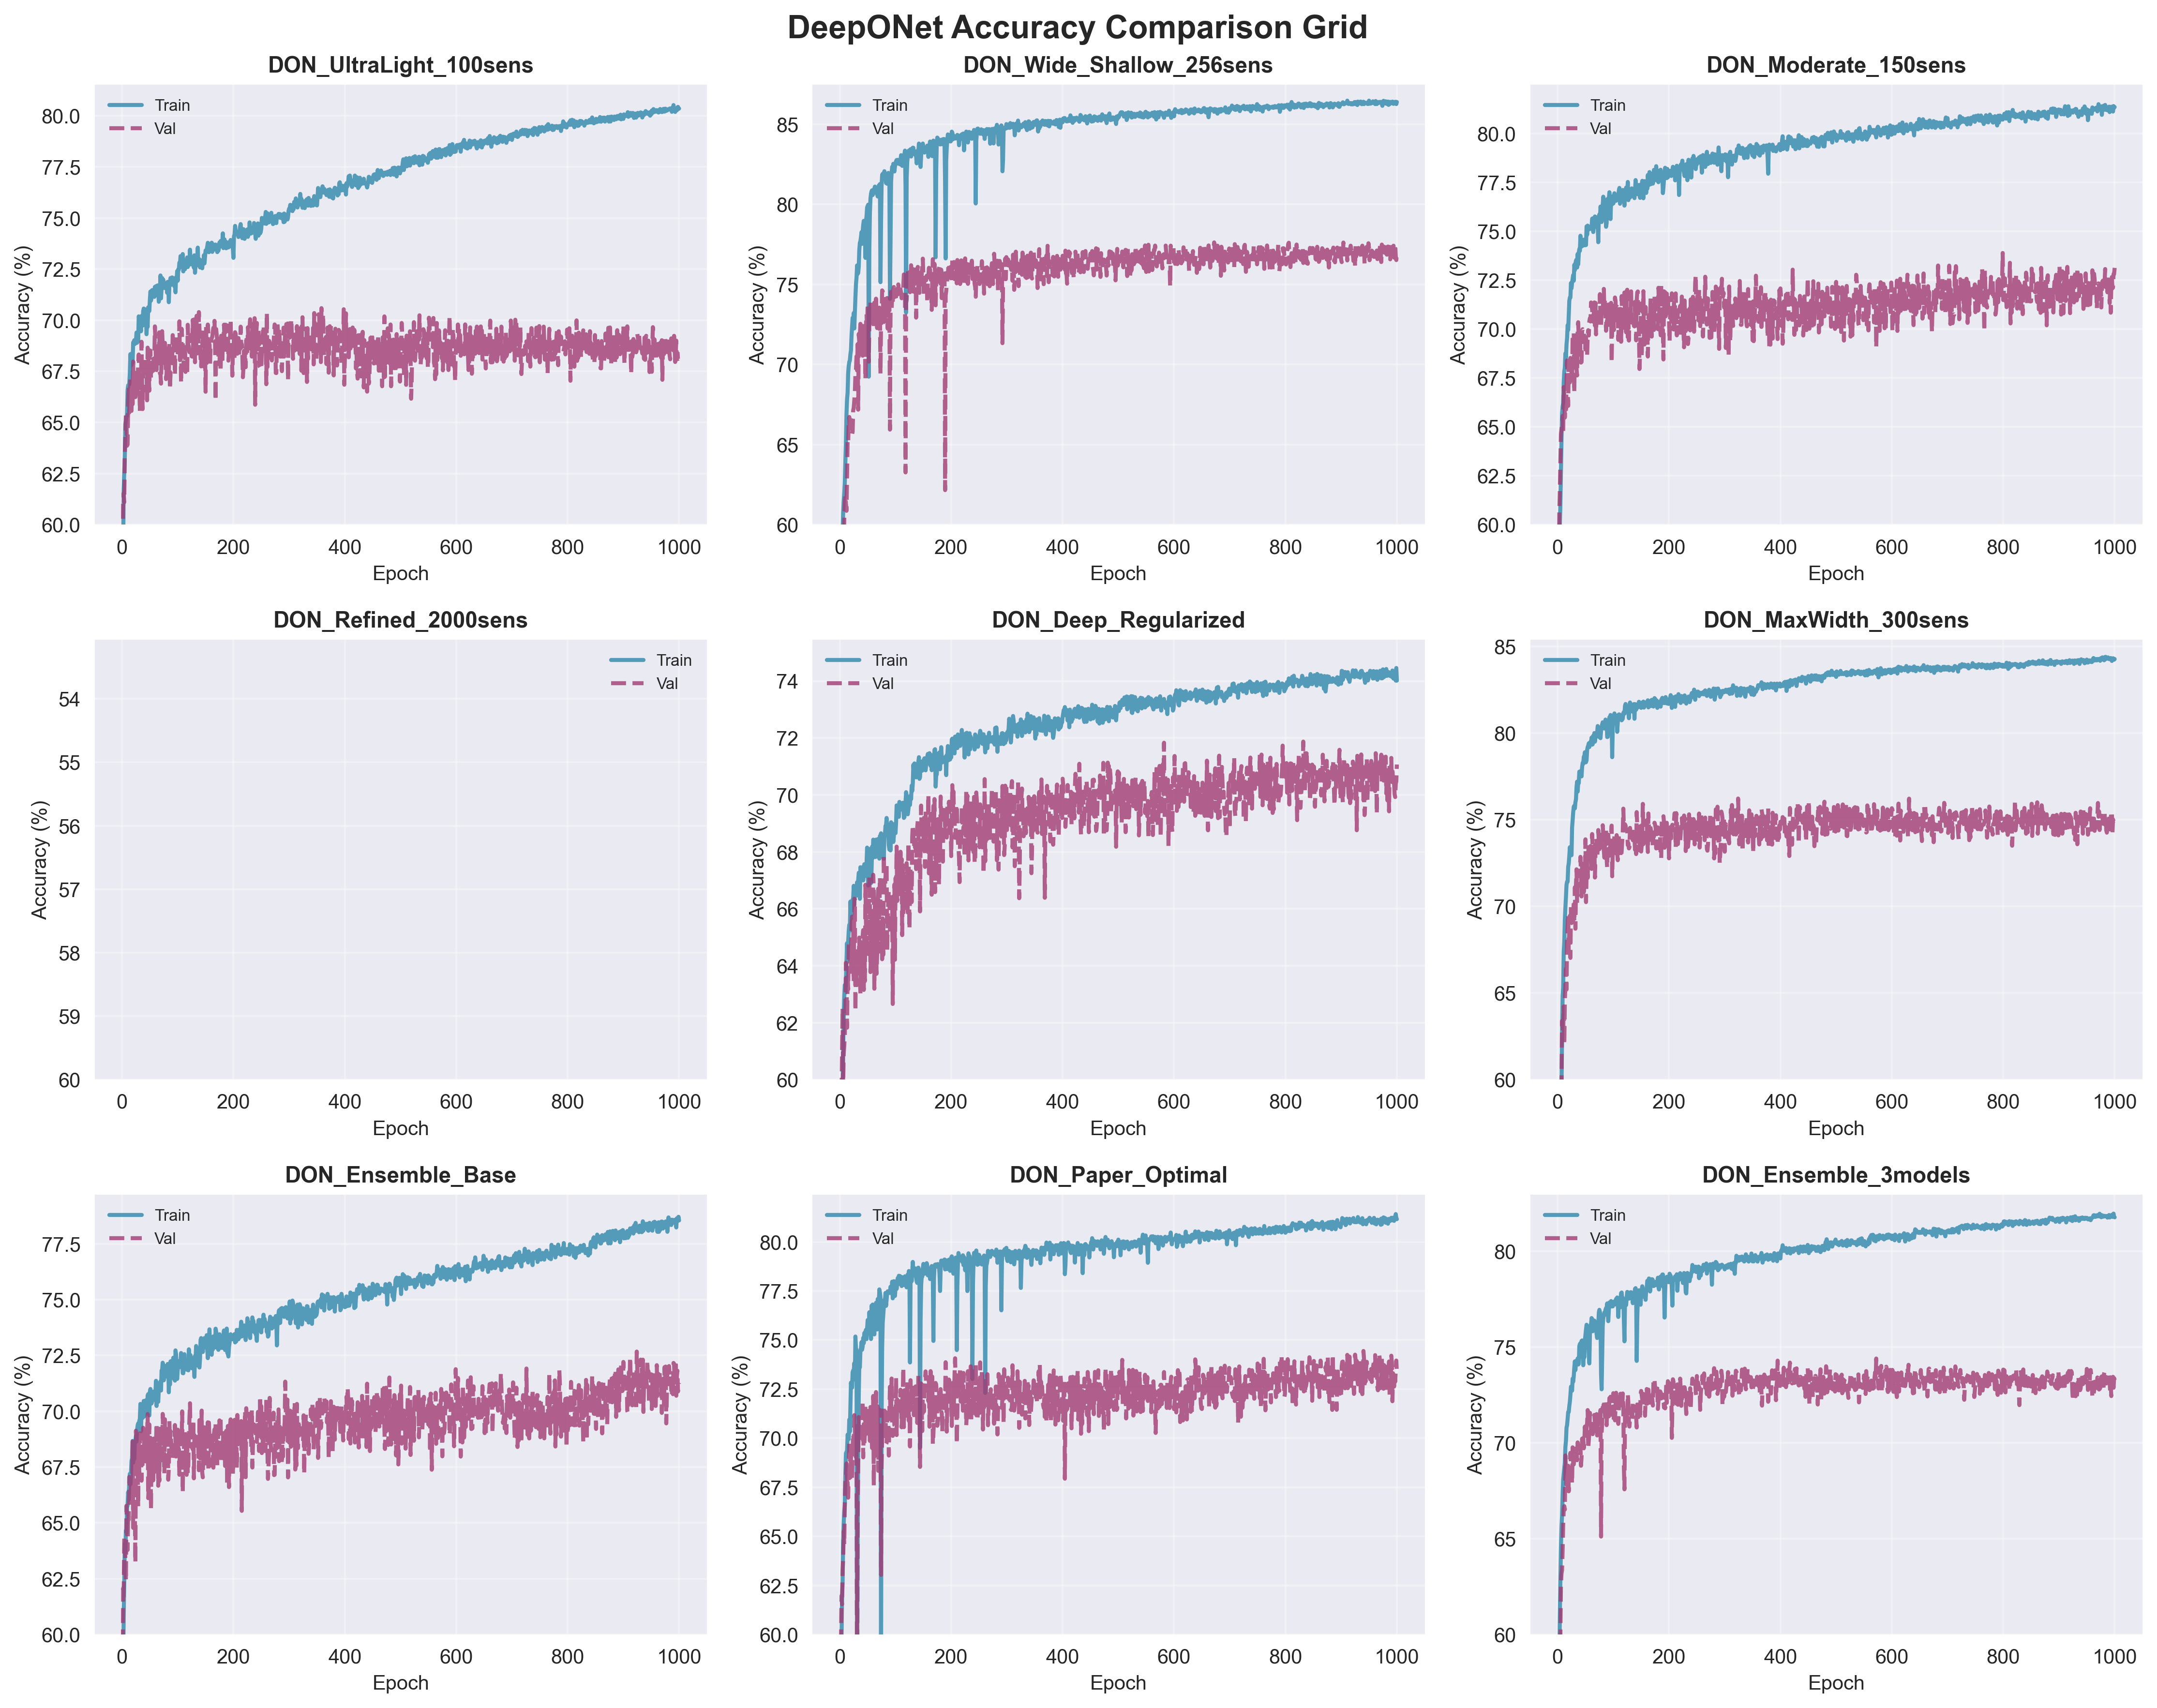 DeepONet Accuracy Comparison Grid
DON_UltraLight_100sens
Train
Val
Accuracy (%)
80.0
77.5
75.0
72.5
70.0
67.5
65.0
62.5
60.0
0 200 400 600 800 1000
Epoch
DON_Wide_Shallow_256sens
Train
Val
Accuracy (%)
85
80
75
70
65
60
0 200 400 600 800 1000
Epoch
DON_Moderate_150sens
Train
Val
Accuracy (%)
80.0
77.5
75.0
72.5
70.0
67.5
65.0
62.5
60.0
0 200 400 600 800 1000
Epoch
DON_Refined_2000sens
Train
Val
Accuracy (%)
54
55
56
57
58
59
60
0 200 400 600 800 1000
Epoch
DON_Deep_Regularized
Train
Val
Accuracy (%)
74
72
70
68
66
64
62
60
0 200 400 600 800 1000
Epoch
DON_MaxWidth_300sens
Train
Val
Accuracy (%)
85
80
75
70
65
60
0 200 400 600 800 1000
Epoch
DON_Ensemble_Base
Train
Val
Accuracy (%)
77.5
75.0
72.5
70.0
67.5
65.0
62.5
60.0
0 200 400 600 800 1000
Epoch
DON_Paper_Optimal
Train
Val
Accuracy (%)
80.0
77.5
75.0
72.5
70.0
67.5
65.0
62.5
60.0
0 200 400 600 800 1000
Epoch
DON_Ensemble_3models
Train
Val
Accuracy (%)
80
75
70
65
60
0 200 400 600 800 1000
Epoch